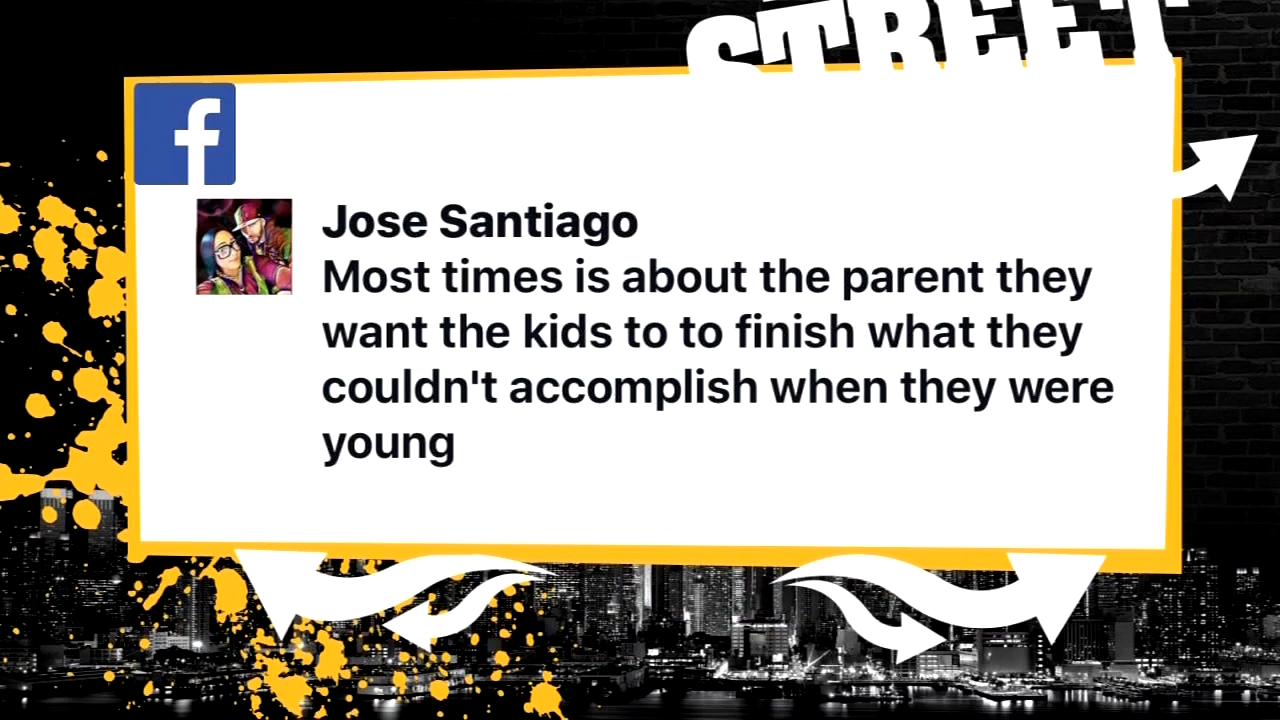 STREET
f
Jose Santiago
Most times is about the parent they
want the kids to to finish what they
couldn't accomplish when they were
young